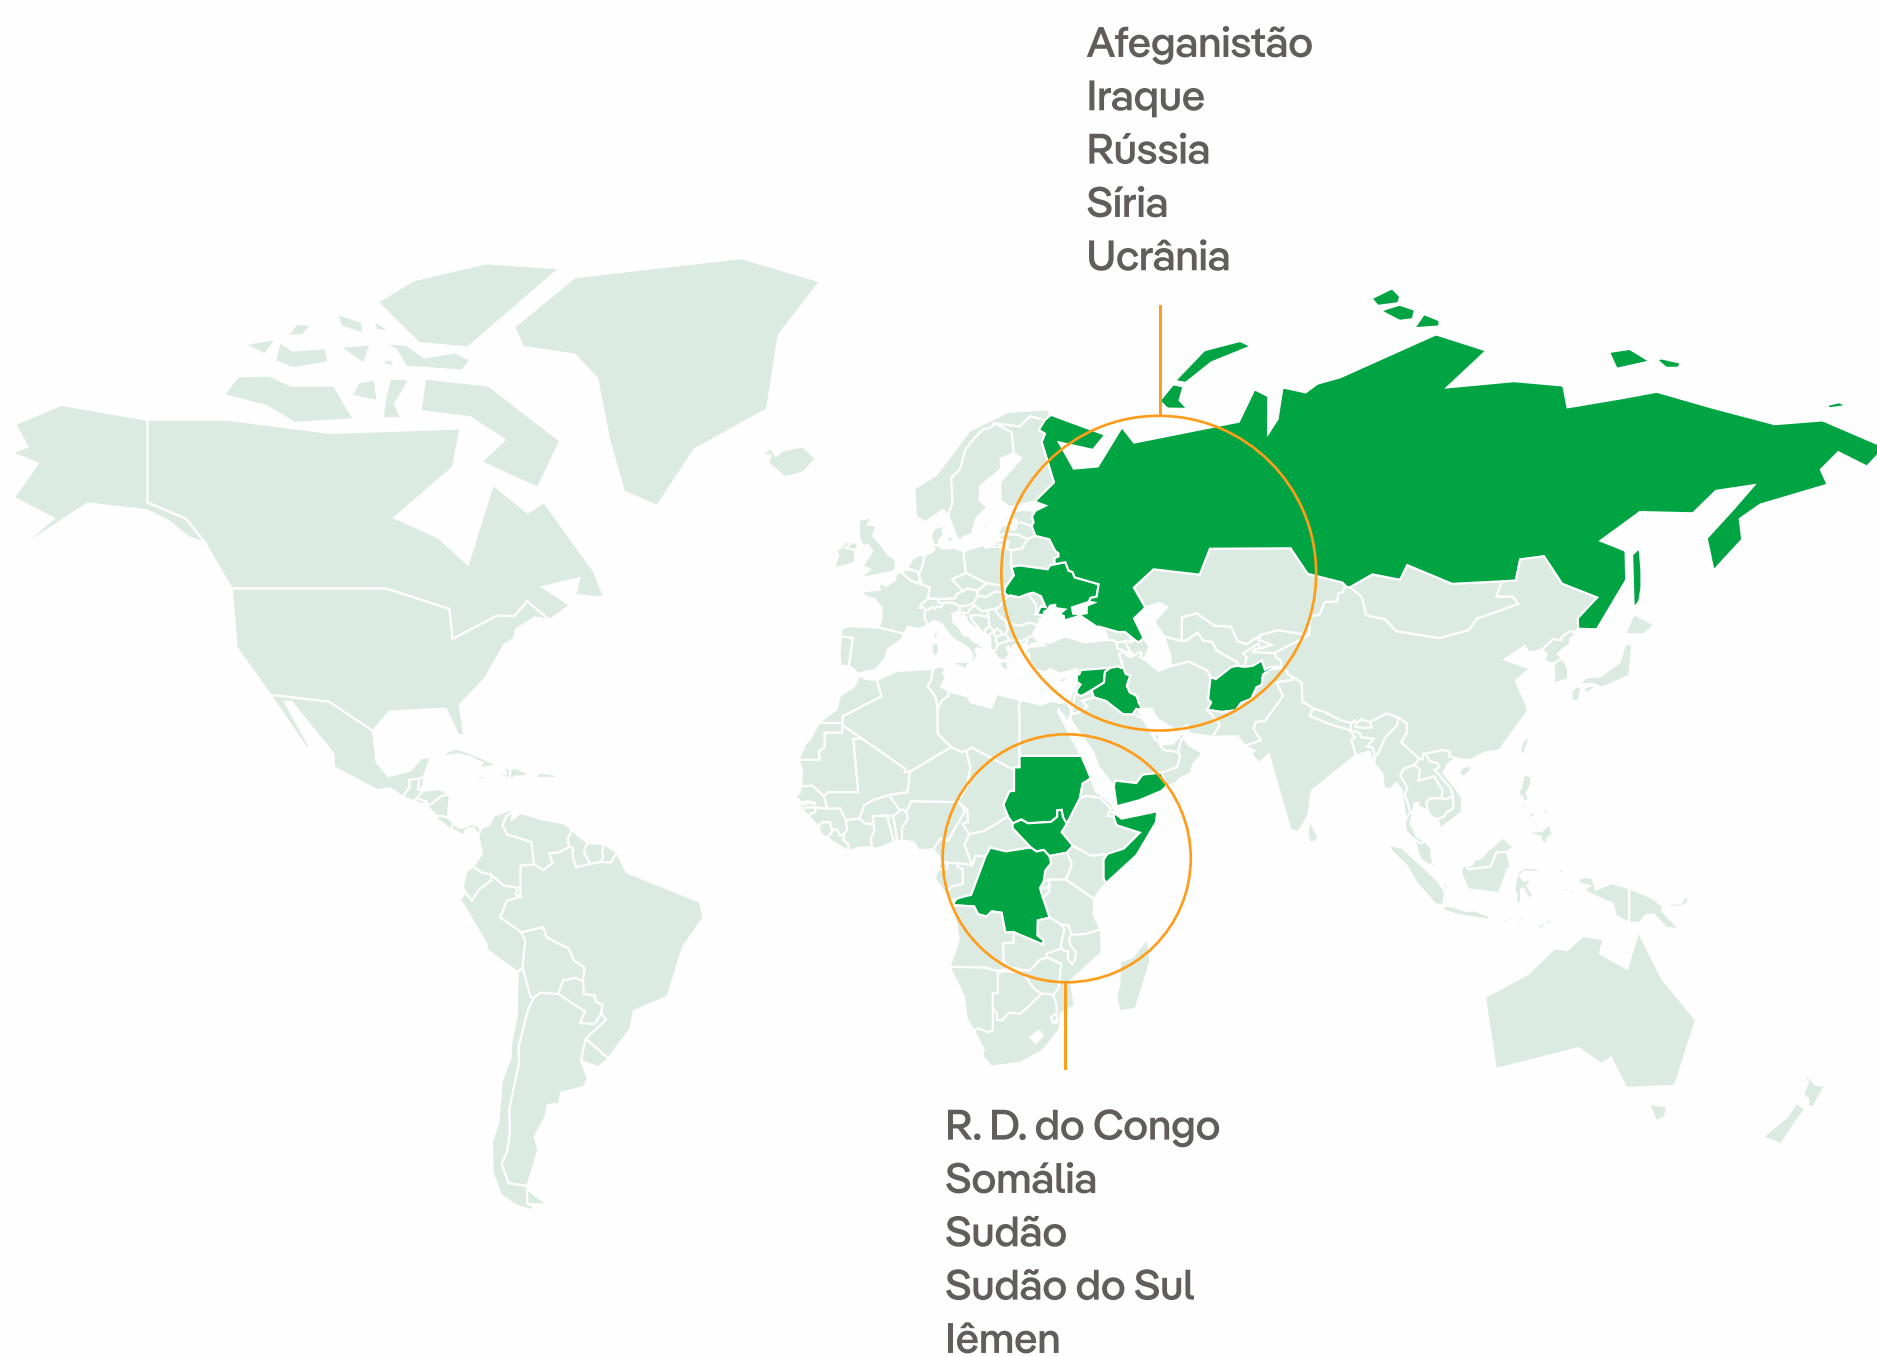 Afeganistão
Iraque
Rússia
Síria
Ucrânia
R. D. do Congo
Somália
Sudão
Sudão do Sul
Iêmen